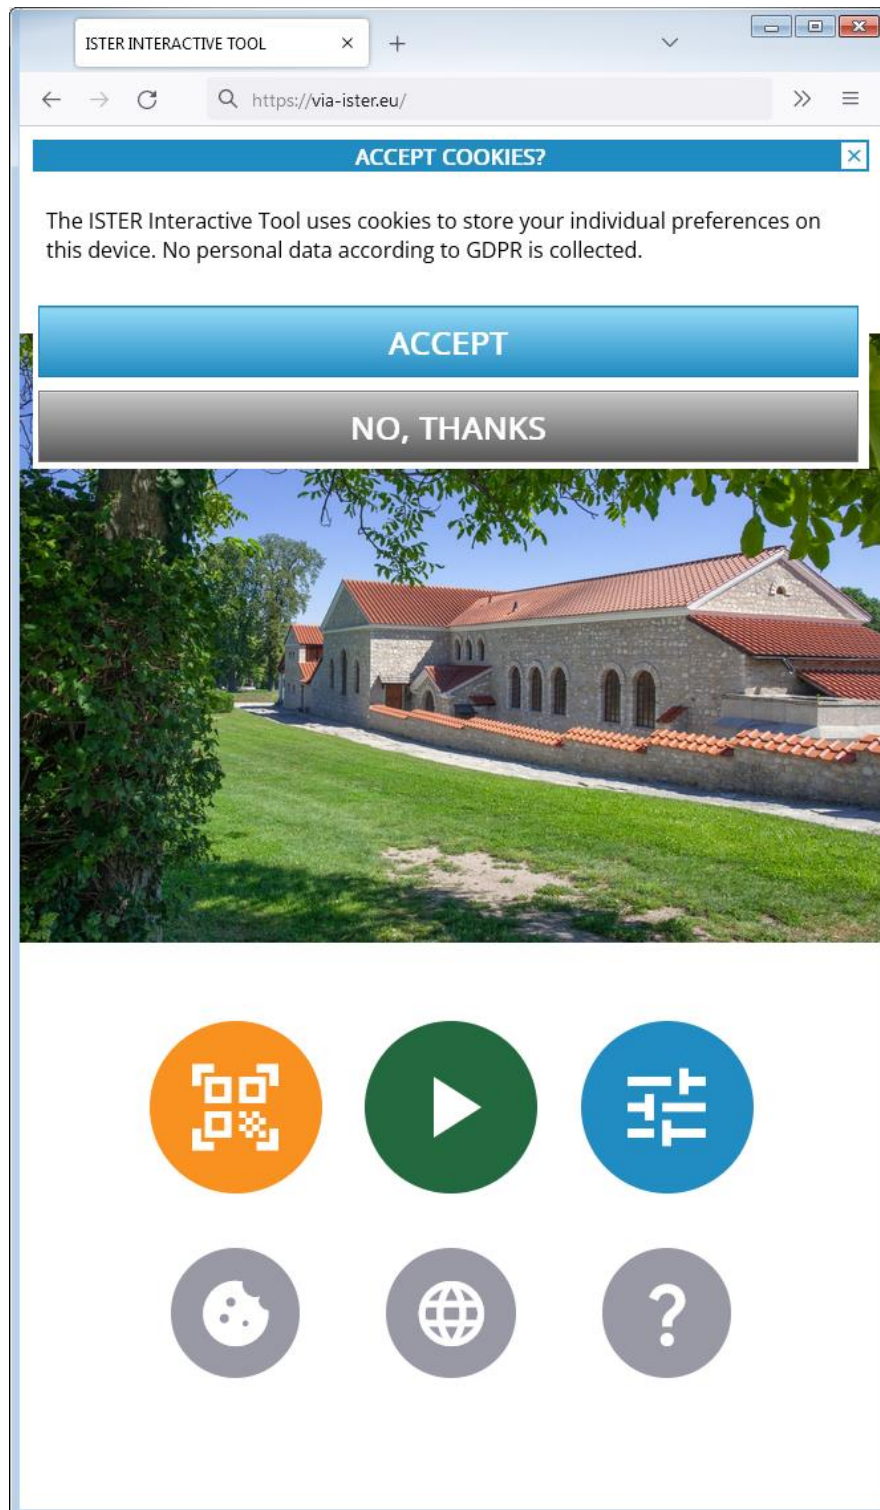 ISTER INTERACTIVE TOOL
https://via-ister.eu/
ACCEPT COOKIES?
The ISTER Interactive Tool uses cookies to store your individual preferences on
this device. No personal data according to GDPR is collected.
ACCEPT
NO, THANKS
?